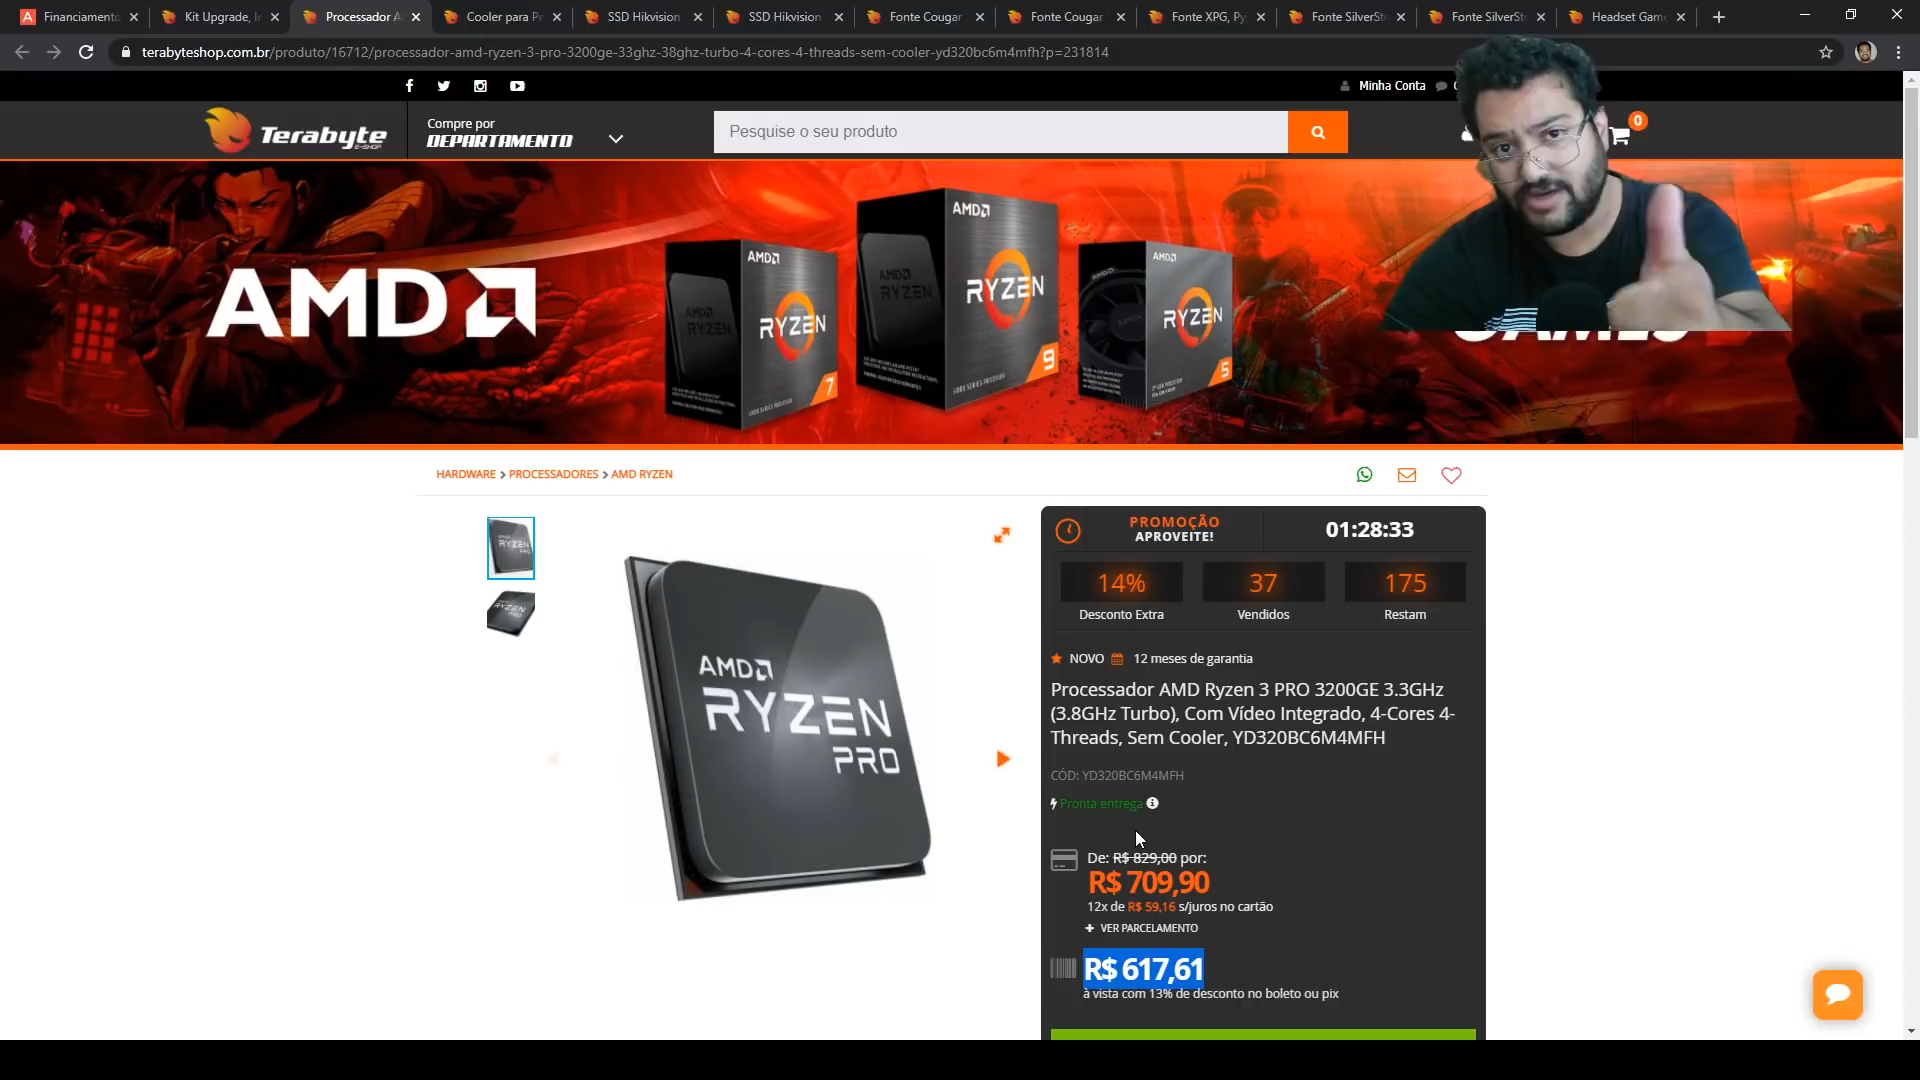 Financiamento
Kit Upgrade, I
Processador A
Cooler para P
SSD Hikvision
SSD Hikvision
Fonte Cougar
Fonte Cougar
Fonte XPG, Py
Fonte SilverSt
Fonte SilverSt
Headset Game
terabyteshop.com.br/produto/16712/processador-amd-ryzen-3-pro-3200ge-33ghz-38ghz-turbo-4-cores-4-threads-sem-cooler-yd320bc6m4mfh?p=231814
Minha Conta
Terabyte
E-SHOP
Compre por
DEPARTAMENTO
Pesquise o seu produto
0
AMD
AMD
RYZEN
7
AMD
RYZEN
9
AMD
RYZEN
5
GAMES
HARDWARE > PROCESSADORES > AMD RYZEN
AMD
RYZEN
PRO
PROMOÇÃO
APROVEITE!
01:28:33
14%
37
175
Desconto Extra
Vendidos
Restam
NOVO
12 meses de garantia
Processador AMD Ryzen 3 PRO 3200GE 3.3GHz
(3.8GHz Turbo), Com Vídeo Integrado, 4-Cores 4-
Threads, Sem Cooler, YD320BC6M4MFH
CÓD: YD320BC6M4MFH
Pronta entrega
De: R$ 829,00 por:
R$ 709,90
12x de R$ 59,16 s/juros no cartão
+ VER PARCELAMENTO
R$ 617,61
à vista com 13% de desconto no boleto ou pix